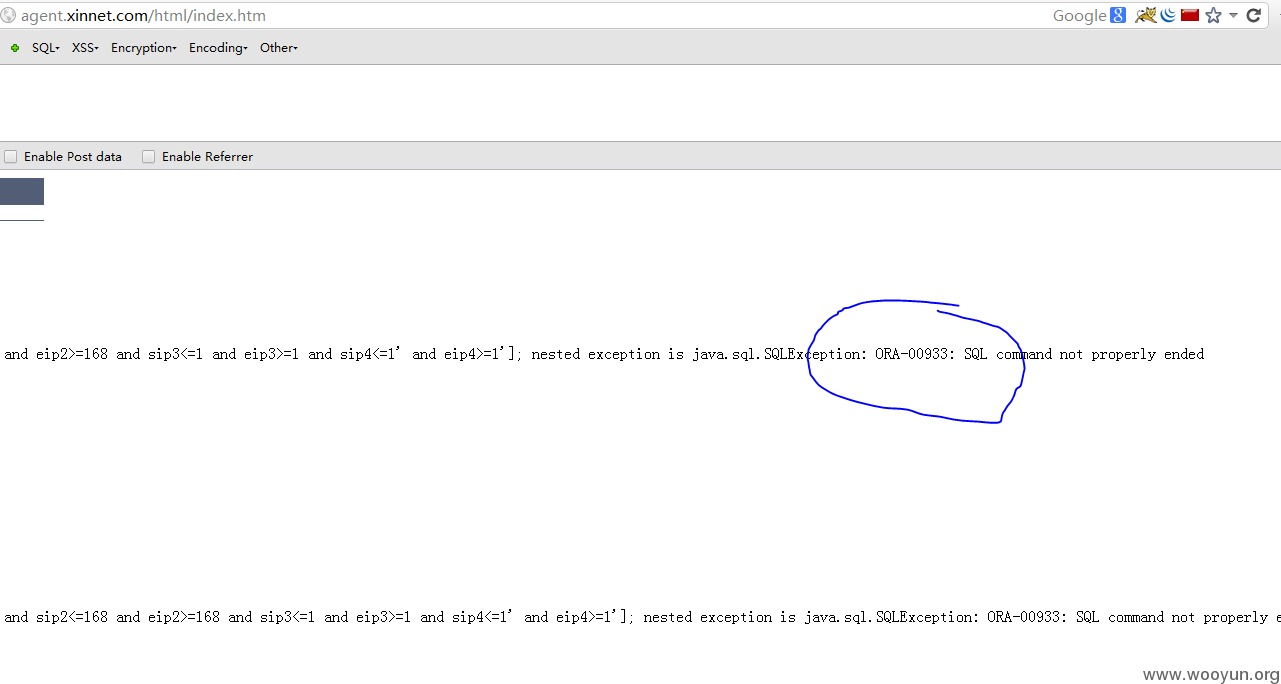 agent.xinnet.com/html/index.htm Google 8
SQL XSS Encryption Encoding Other
Enable Post data Enable Referrer
and eip2>=168 and sip3<=1 and eip3>=1 and sip4<=1' and eip4>=1']; nested exception is java.sql.SQLException: ORA-00933: SQL command not properly ended
and sip2<=168 and eip2>=168 and sip3<=1 and eip3>=1 and sip4<=1' and eip4>=1']; nested exception is java.sql.SQLException: ORA-00933: SQL command not properly e
www.wooyun.org